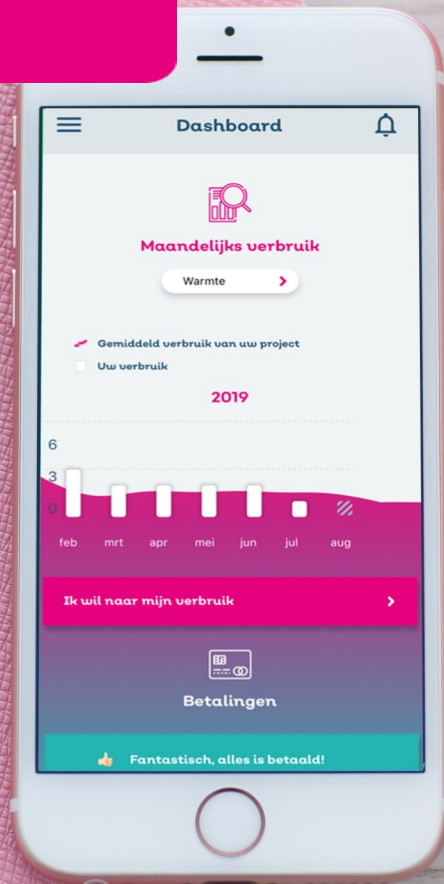 Dashboard
Maandelijks verbruik
Warmte
Gemiddeld verbruik van uw project
Uw verbruik
2019
6
3
0
feb mrt apr mei jun jul aug
Ik wil naar mijn verbruik
Betalingen
Fantastisch, alles is betaald!